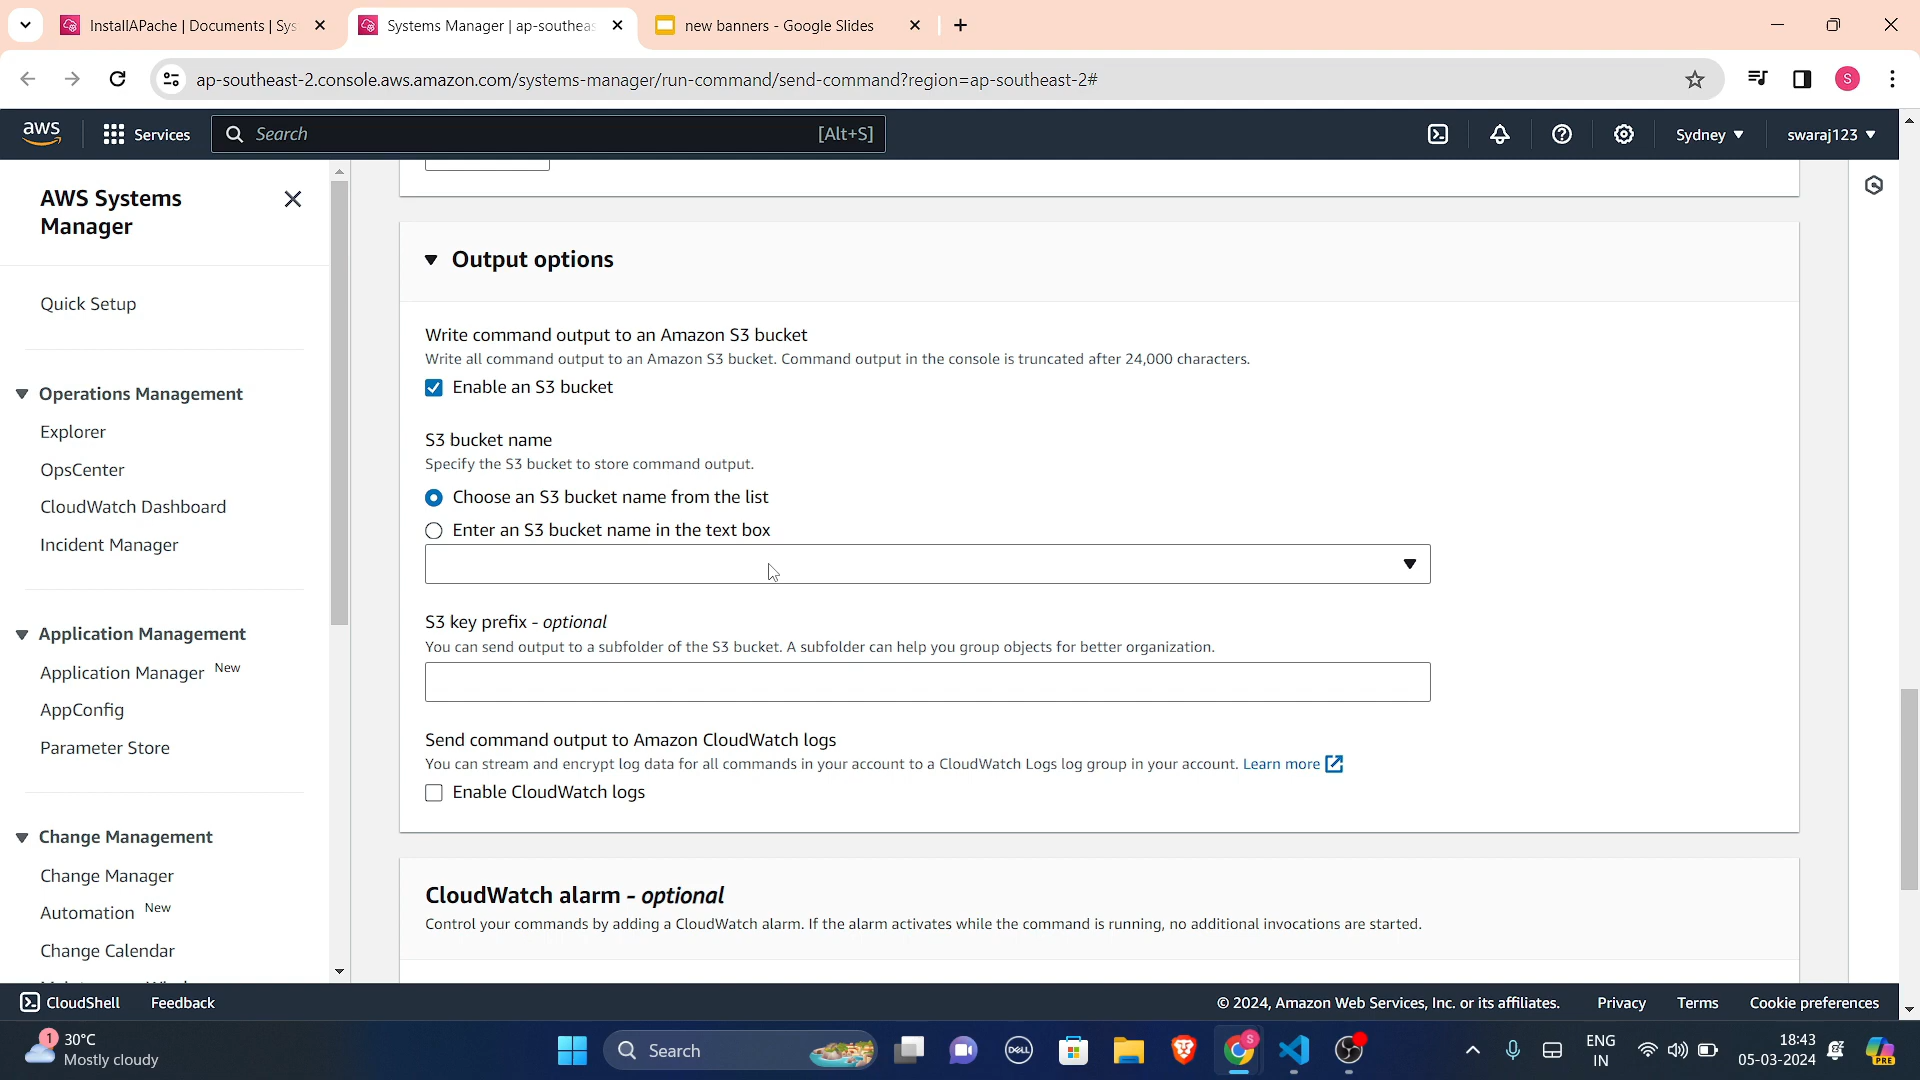 InstallAPache | Documents | Sys
Systems Manager | ap-southeas
new banners - Google Slides
ap-southeast-2.console.aws.amazon.com/systems-manager/run-command/send-command?region=ap-southeast-2#
S
aws
Services
Search
[Alt+S]
Sydney
swaraj123
AWS Systems
Manager
Quick Setup
Operations Management
Explorer
OpsCenter
CloudWatch Dashboard
Incident Manager
Application Management
Application Manager New
AppConfig
Parameter Store
Change Management
Change Manager
Automation New
Change Calendar
Output options
Write command output to an Amazon S3 bucket
Write all command output to an Amazon S3 bucket. Command output in the console is truncated after 24,000 characters.
Enable an S3 bucket
S3 bucket name
Specify the S3 bucket to store command output.
Choose an S3 bucket name from the list
Enter an S3 bucket name in the text box
S3 key prefix - optional
You can send output to a subfolder of the S3 bucket. A subfolder can help you group objects for better organization.
Send command output to Amazon CloudWatch logs
You can stream and encrypt log data for all commands in your account to a CloudWatch Logs log group in your account. Learn more
Enable CloudWatch logs
CloudWatch alarm - optional
Control your commands by adding a CloudWatch alarm. If the alarm activates while the command is running, no additional invocations are started.
CloudShell
Feedback
© 2024, Amazon Web Services, Inc. or its affiliates.
Privacy
Terms
Cookie preferences
1
30°C
Mostly cloudy
Search
DELL
S
ENG
IN
18:43
05-03-2024
PRE